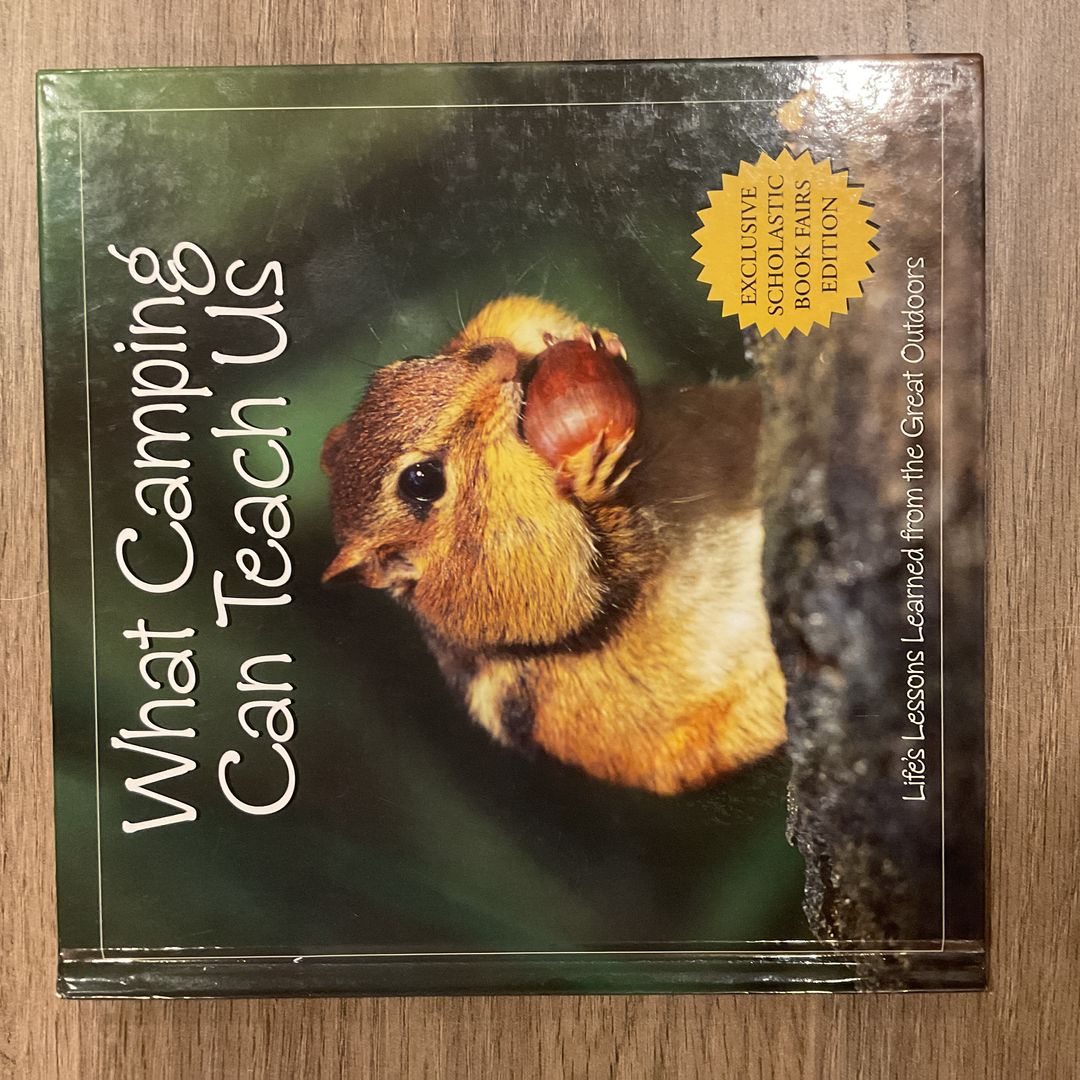 What Camping
Can Teach Us
EXCLUSIVE
SCHOLASTIC
BOOK FAIRS
EDITION
Life's Lessons Learned from the Great Outdoors